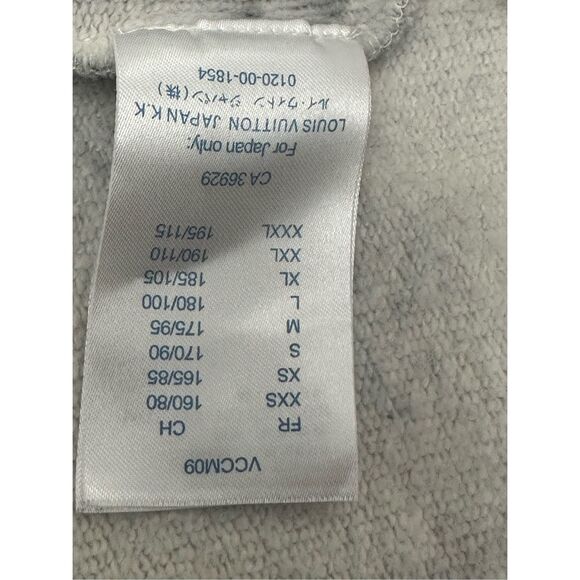 VCCM09
FR CH
XXS 160/80
XS 165/85
S 170/90
M 175/95
L 180/100
XL 185/105
XXL 190/110
XXXL 195/115
CA 36929
For Japan only:
LOUIS VUITTON JAPAN K.K
ルイ・ヴィトン ジャパン(株)
0120-00-1854